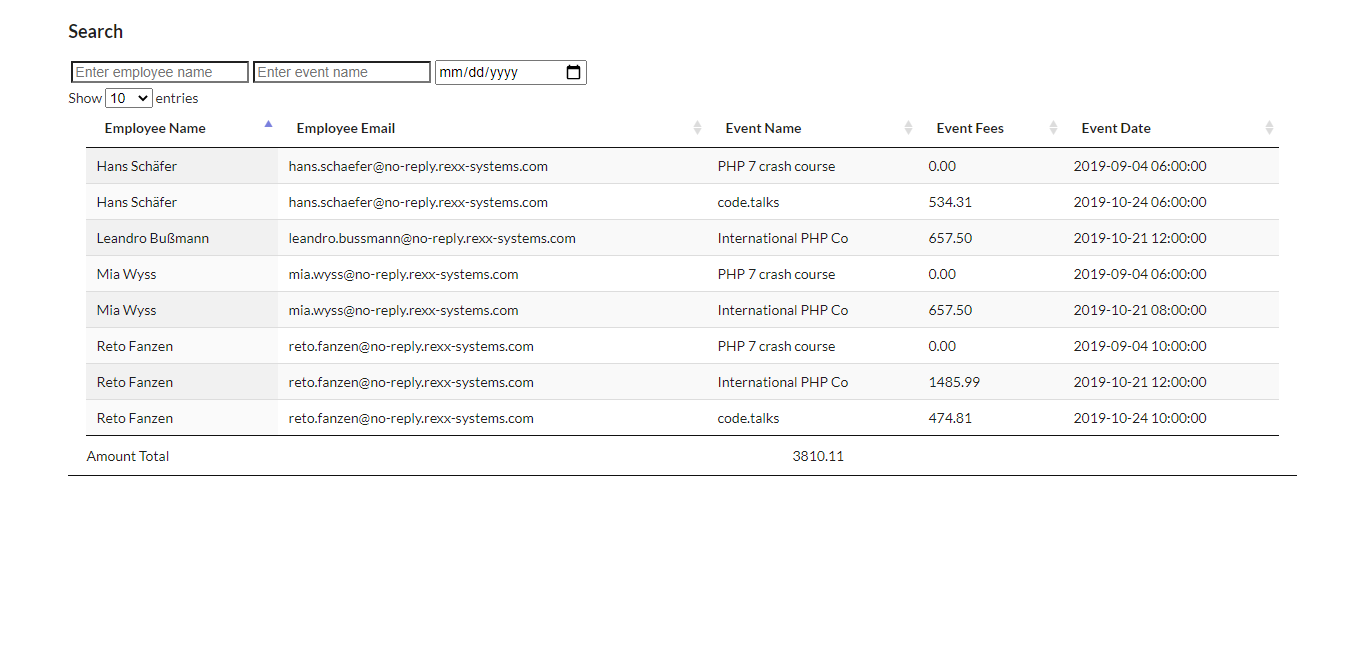 Search
Enter employee name Enter event name mm/dd/yyyy
Show 10 entries
Employee Name Employee Email Event Name Event Fees Event Date
Hans Schäfer hans.schaefer@no-reply.rexx-systems.com PHP 7 crash course 0.00 2019-09-04 06:00:00
Hans Schäfer hans.schaefer@no-reply.rexx-systems.com code.talks 534.31 2019-10-24 06:00:00
Leandro Bußmann leandro.bussmann@no-reply.rexx-systems.com International PHP Co 657.50 2019-10-21 12:00:00
Mia Wyss mia.wyss@no-reply.rexx-systems.com PHP 7 crash course 0.00 2019-09-04 06:00:00
Mia Wyss mia.wyss@no-reply.rexx-systems.com International PHP Co 657.50 2019-10-21 08:00:00
Reto Fanzen reto.fanzen@no-reply.rexx-systems.com PHP 7 crash course 0.00 2019-09-04 10:00:00
Reto Fanzen reto.fanzen@no-reply.rexx-systems.com International PHP Co 1485.99 2019-10-21 12:00:00
Reto Fanzen reto.fanzen@no-reply.rexx-systems.com code.talks 474.81 2019-10-24 10:00:00
Amount Total 3810.11